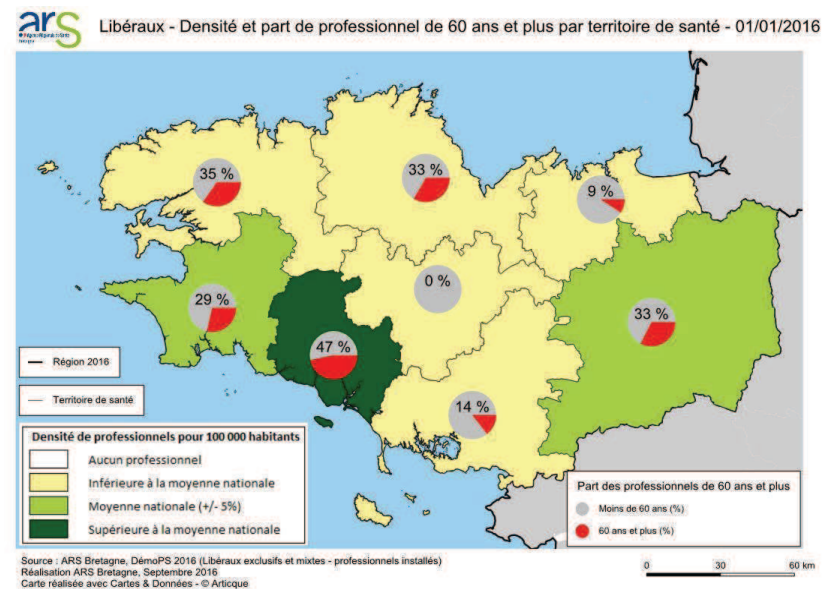 ars
Libéraux - Densité et part de professionnel de 60 ans et plus par territoire de santé - 01/01/2016
35 %
33 %
9 %
0 %
29 %
33 %
47 %
14 %
Région 2016
Territoire de santé
Densité de professionnels pour 100 000 habitants
Aucun professionnel
Inférieure à la moyenne nationale
Moyenne nationale (+/- 5%)
Supérieure à la moyenne nationale
Part des professionnels de 60 ans et plus
Moins de 60 ans (%)
60 ans et plus (%)
Source : ARS Bretagne, DémoPS 2016 (Libéraux exclusifs et mixtes - professionnels installés)
Réalisation ARS Bretagne, Septembre 2016
Carte réalisée avec Cartes & Données - © Articque
0 30 60 km